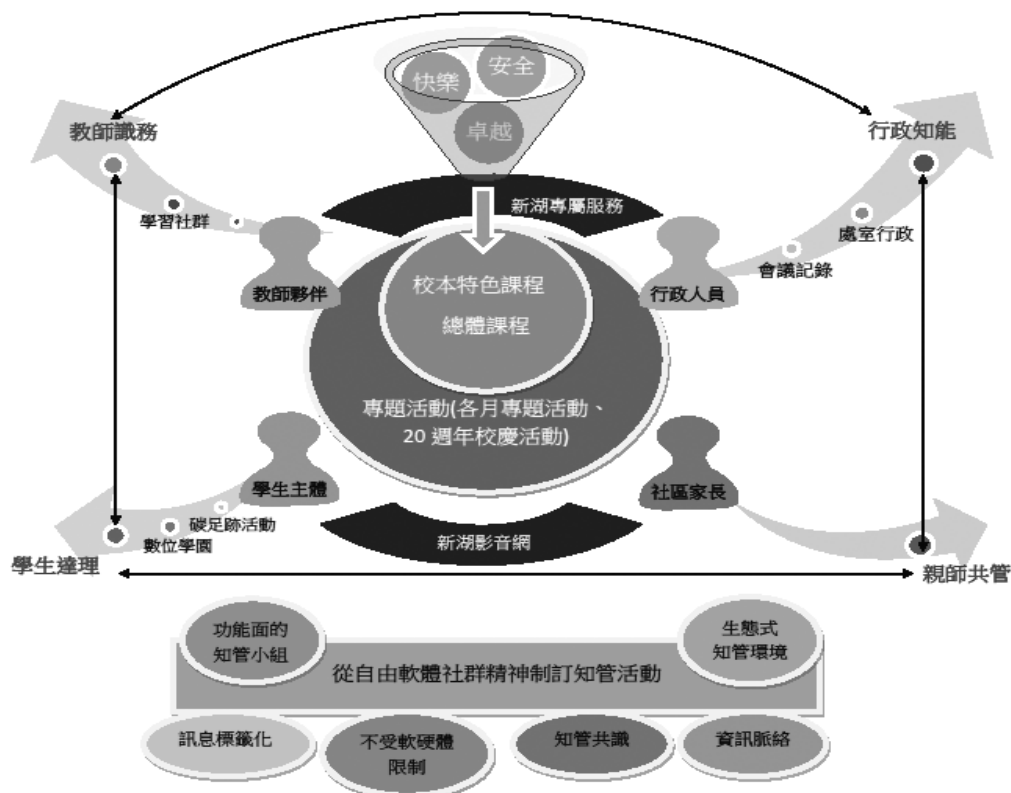 快樂
安全
卓越
教師識務
行政知能
學習社群
新湖專屬服務
處室行政
會議記錄
教師夥伴
行政人員
校本特色課程
總體課程
專題活動(各月專題活動、
20 週年校慶活動)
學生主體
社區家長
碳足跡活動
數位學園
新湖影音網
學生達理
親師共管
功能面的
知管小組
生態式
知管環境
從自由軟體社群精神制訂知管活動
訊息標籤化
不受軟硬體
限制
知管共識
資訊脈絡